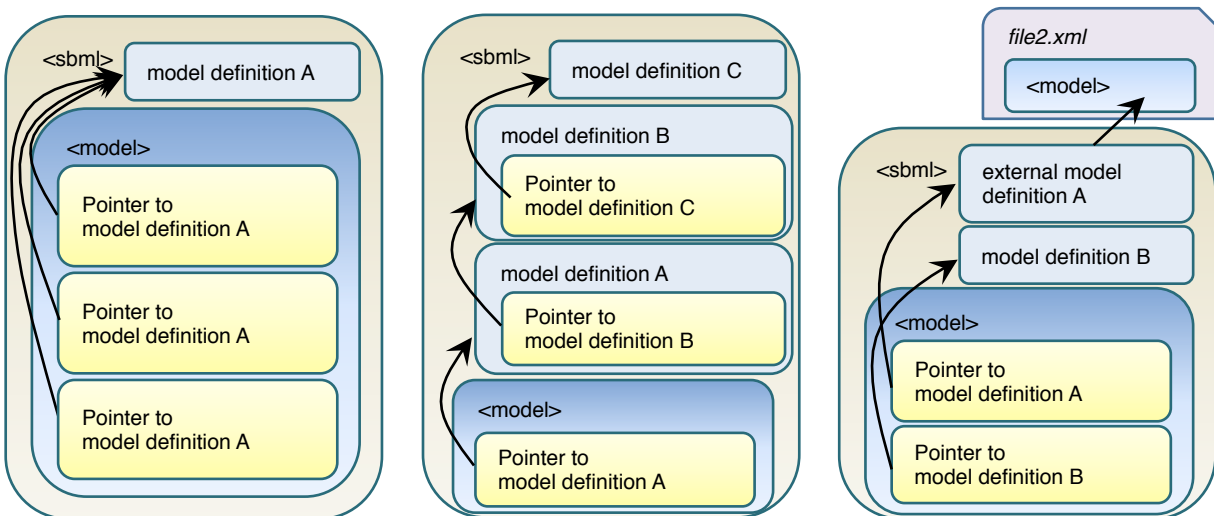 <sbml>
model definition A
<model>
Pointer to
model definition A
Pointer to
model definition A
Pointer to
model definition A
<sbml>
model definition C
model definition B
Pointer to
model definition C
model definition A
Pointer to
model definition B
<model>
Pointer to
model definition A
file2.xml
<model>
<sbml>
external model
definition A
model definition B
<model>
Pointer to
model definition A
Pointer to
model definition B